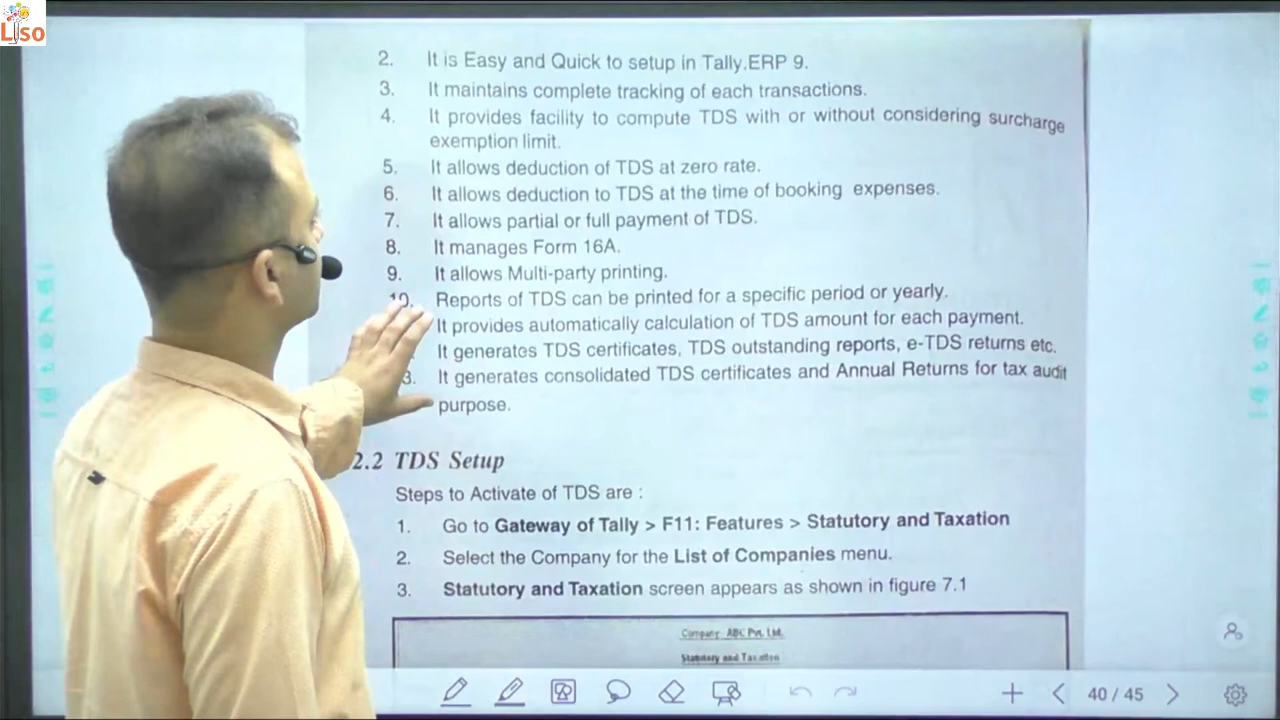 Liso
2. It is Easy and Quick to setup in Tally.ERP 9.
3. It maintains complete tracking of each transactions.
4. It provides facility to compute TDS with or without considering surcharge
exemption limit.
5. It allows deduction of TDS at zero rate.
6. It allows deduction to TDS at the time of booking expenses.
7. It allows partial or full payment of TDS.
8. It manages Form 16A.
9. It allows Multi-party printing.
10. Reports of TDS can be printed for a specific period or yearly.
It provides automatically calculation of TDS amount for each payment.
It generates TDS certificates, TDS outstanding reports, e-TDS returns etc.
3. It generates consolidated TDS certificates and Annual Returns for tax audit
purpose.
2.2 TDS Setup
Steps to Activate of TDS are :
1. Go to Gateway of Tally > F11: Features > Statutory and Taxation
2. Select the Company for the List of Companies menu.
3. Statutory and Taxation screen appears as shown in figure 7.1
Company ABC Pvt. Ltd.
Statutory and Taxation
40 / 45